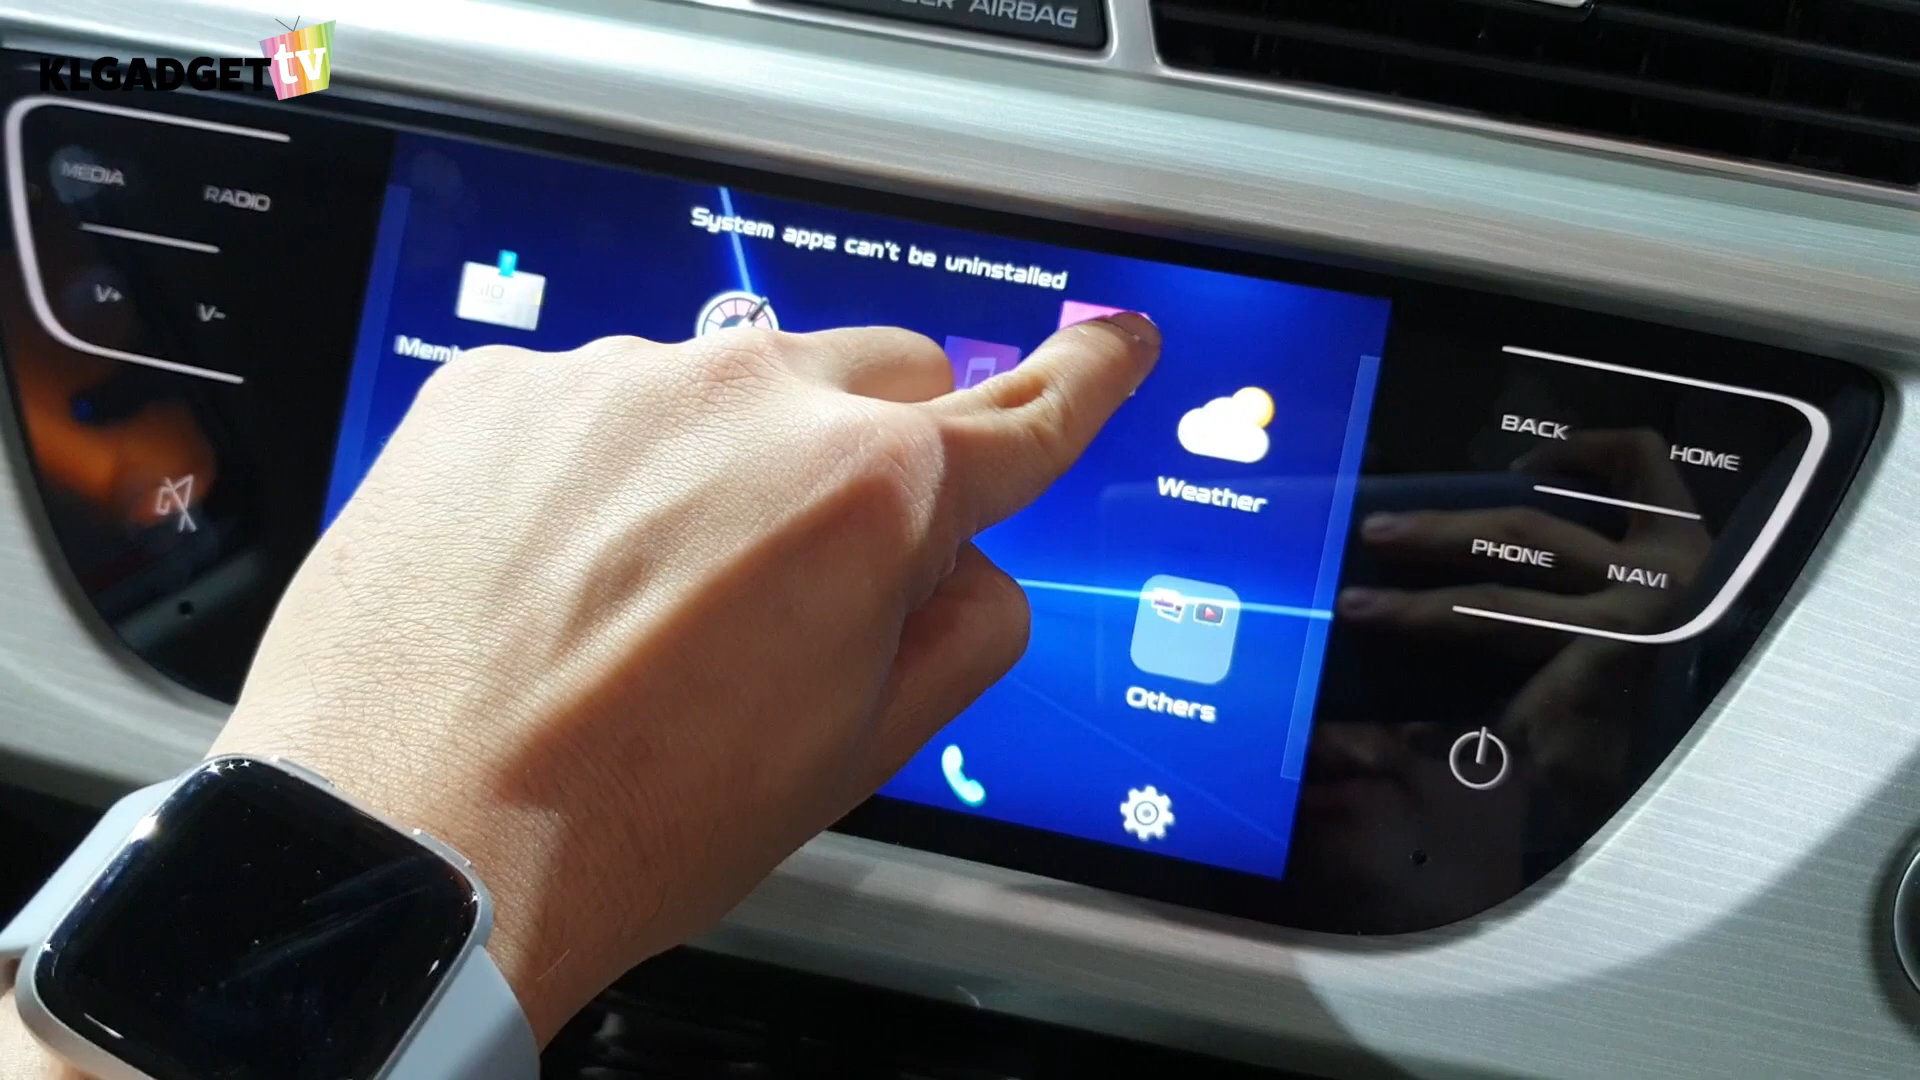 AIRBAG
KLGADGET tv
MEDIA
RADIO
V+
V-
System apps can't be uninstalled
Weather
Others
BACK
HOME
PHONE
NAVI